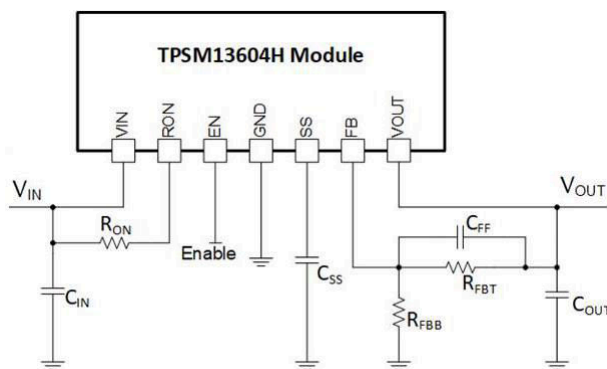 TPSM13604H Module
VIN
RON
EN
GND
SS
FB
VOUT
VIN
VOUT
RON
CFF
Enable
CSS
RFBT
CIN
RFBB
COUT